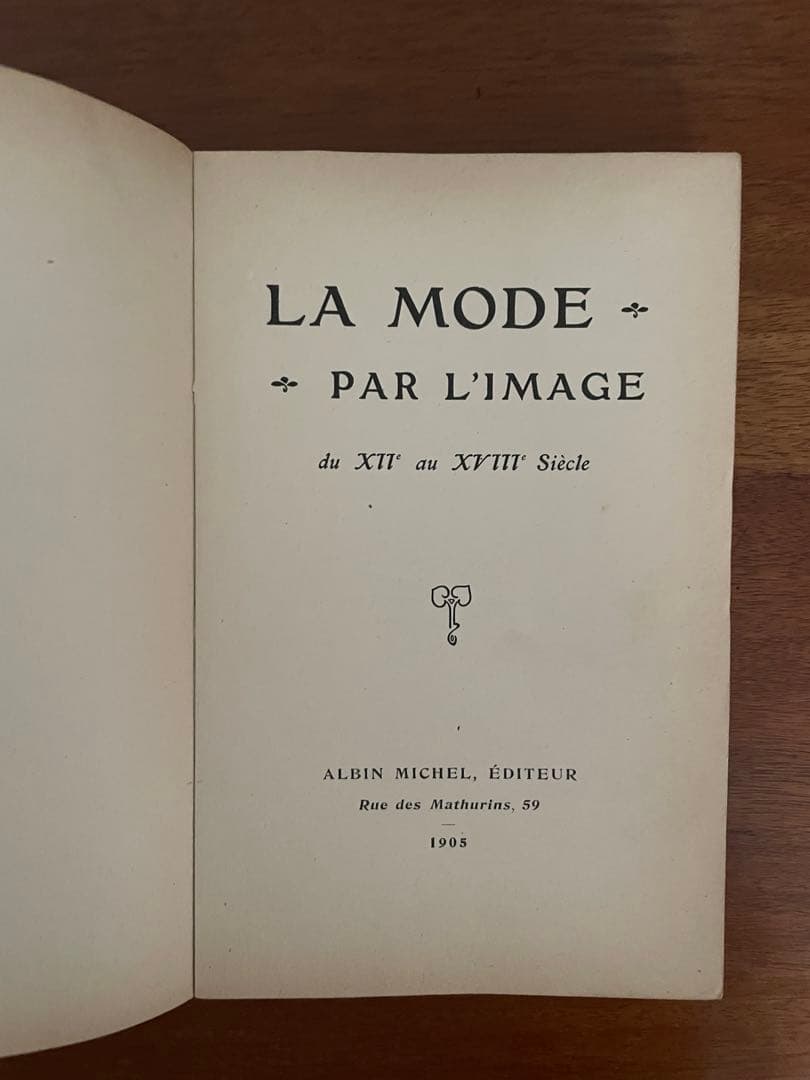 LA MODE
PAR L'IMAGE
du XIIe au XVIIIe Siècle
ALBIN MICHEL, ÉDITEUR
Rue des Mathurins, 59
1905